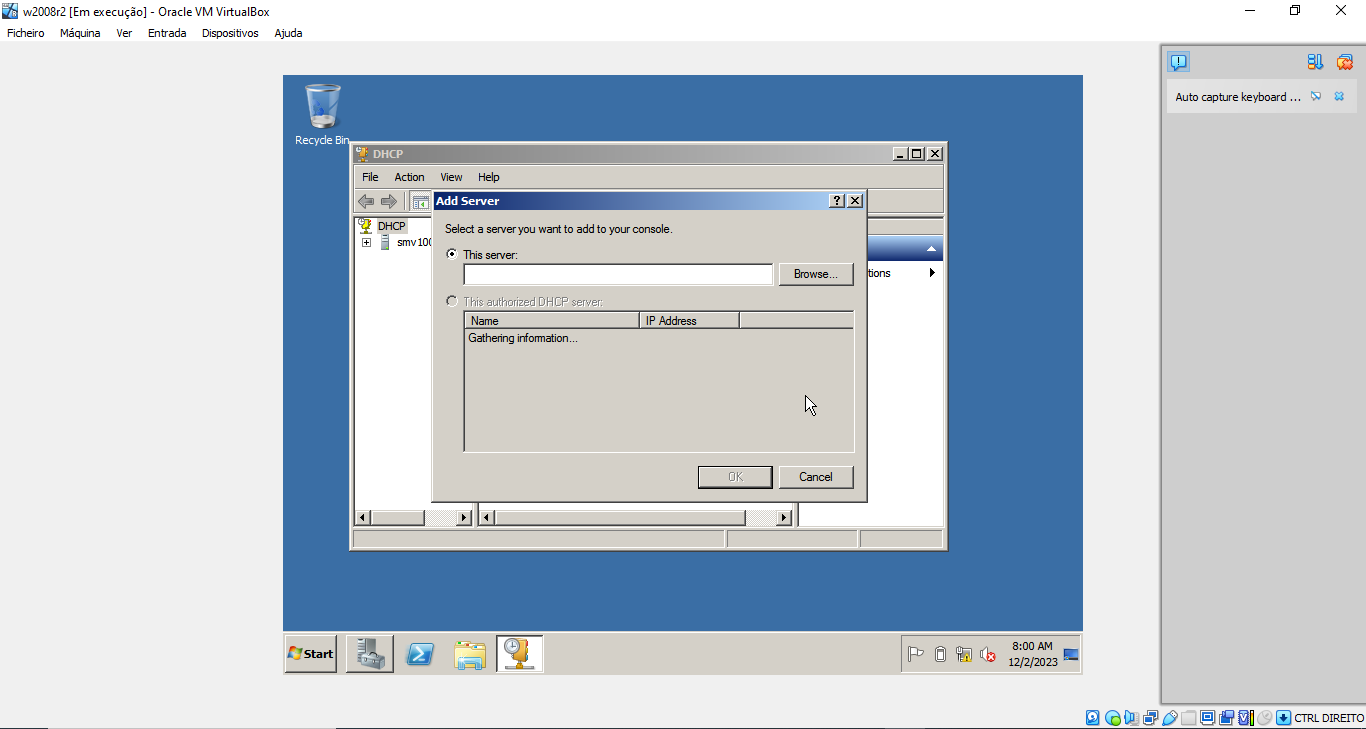 w2008r2 [Em execução] - Oracle VM VirtualBox
Ficheiro Máquina Ver Entrada Dispositivos Ajuda
Auto capture keyboard ...
Recycle Bin
DHCP
File Action View Help
Add Server
DHCP
Select a server you want to add to your console.
smv100
This server:
Browse...
tions
This authorized DHCP server:
Name IP Address
Gathering information...
OK Cancel
Start
8:00 AM
12/2/2023
CTRL DIREITO